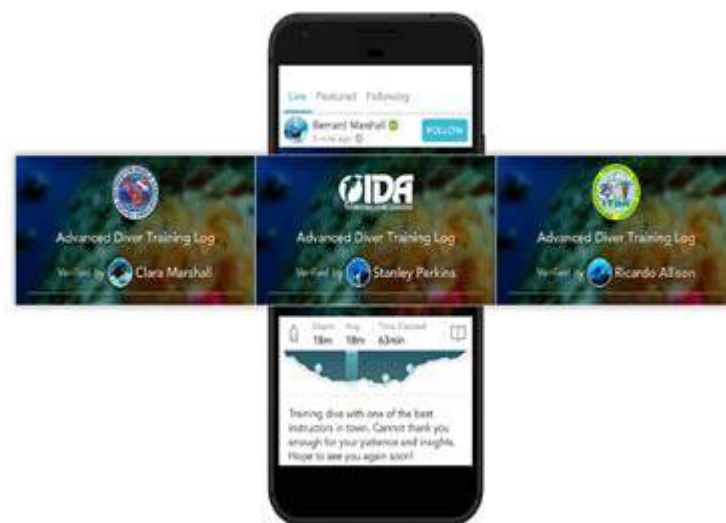 Live Featured Following
Bernard Marshall
5 mins ago
FOLLOW
Advanced Diver Training Log
Verified by Clara Marshall
IDA
Advanced Diver Training Log
Verified by Stanley Perkins
Advanced Diver Training Log
Verified by Ricardo Allison
Depth Avg Time Elapsed
18m 18m 63min
Training dive with one of the best
instructors in town. Cannot thank you
enough for your patience and insights.
Hope to see you again soon!